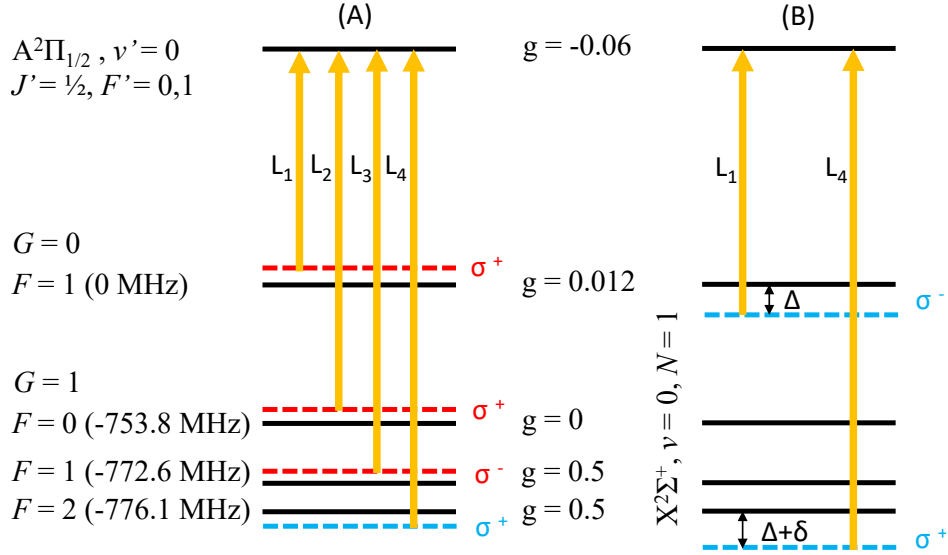 (A)
(B)
A²Π₁/₂ , v’= 0
J’= ½, F’= 0,1
g = -0.06
L₁
L₂
L₃
L₄
L₁
L₄
G = 0
F = 1 (0 MHz)
σ⁺
g = 0.012
Δ
σ⁻
G = 1
F = 0 (-753.8 MHz)
σ⁺
g = 0
F = 1 (-772.6 MHz)
σ⁻
g = 0.5
F = 2 (-776.1 MHz)
σ⁺
g = 0.5
X²Σ⁺, v = 0, N = 1
Δ+δ
σ⁺